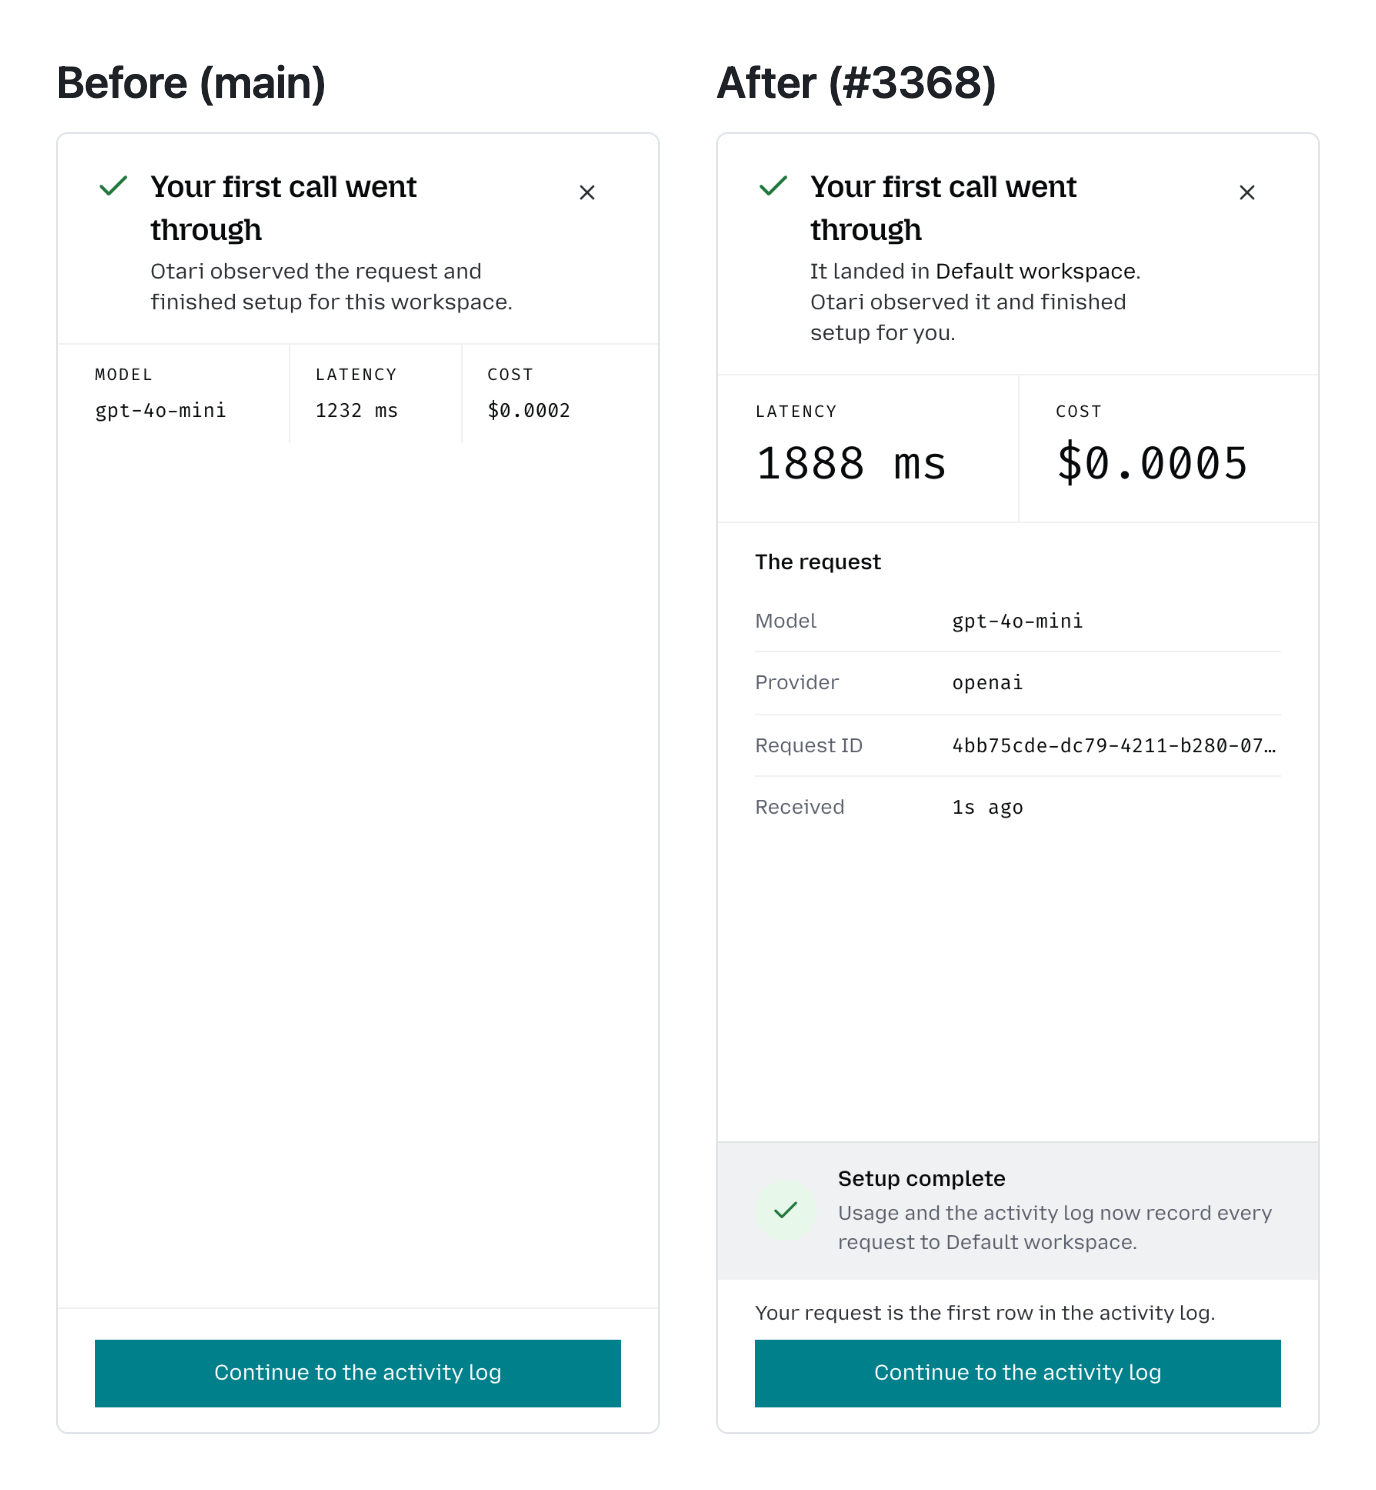 Before (main)
Your first call went
through
Otari observed the request and
finished setup for this workspace.
MODEL
gpt-4o-mini
LATENCY
1232 ms
COST
$0.0002
Continue to the activity log
After (#3368)
Your first call went
through
It landed in Default workspace.
Otari observed it and finished
setup for you.
LATENCY
1888 ms
COST
$0.0005
The request
Model gpt-4o-mini
Provider openai
Request ID 4bb75cde-dc79-4211-b280-07…
Received 1s ago
Setup complete
Usage and the activity log now record every
request to Default workspace.
Your request is the first row in the activity log.
Continue to the activity log